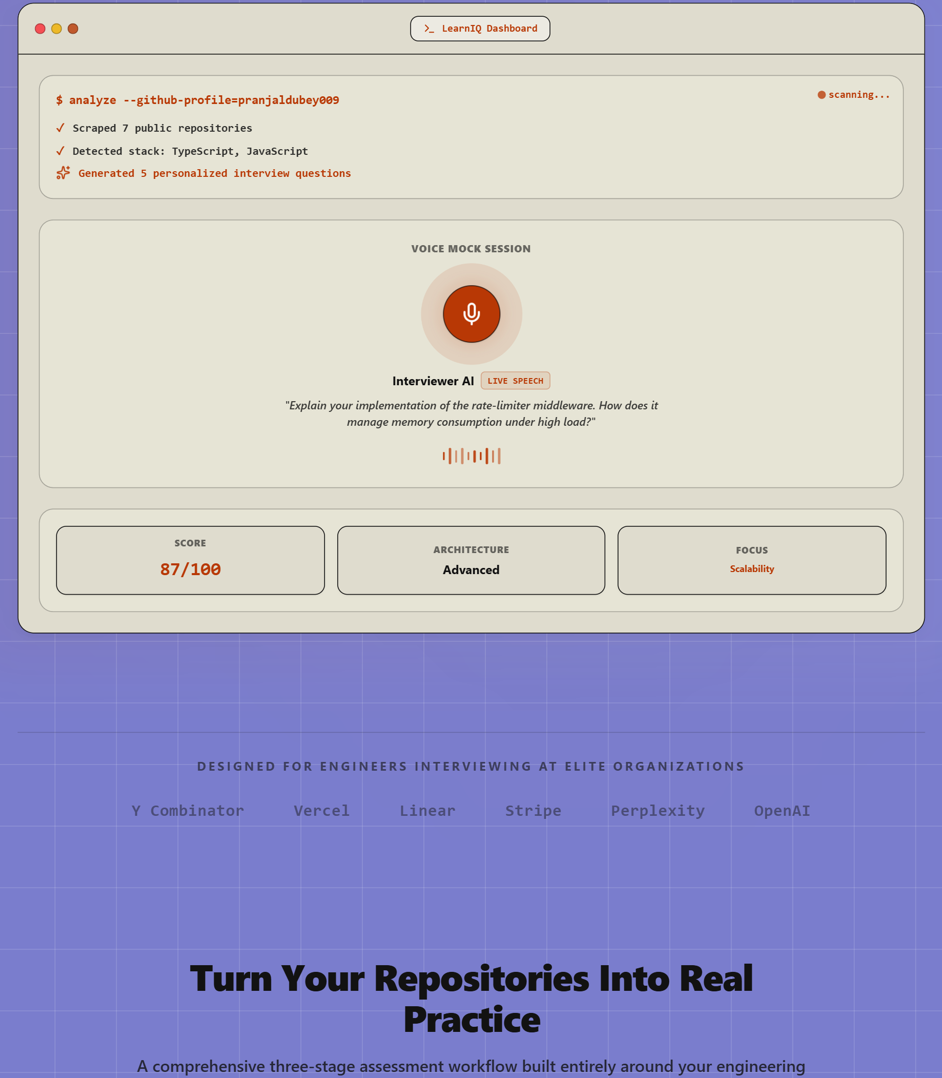 >_ LearnIQ Dashboard
$ analyze --github-profile=pranjaldubey009
scanning...
✓ Scraped 7 public repositories
✓ Detected stack: TypeScript, JavaScript
Generated 5 personalized interview questions
VOICE MOCK SESSION
Interviewer AI LIVE SPEECH
"Explain your implementation of the rate-limiter middleware. How does it
manage memory consumption under high load?"
SCORE
87/100
ARCHITECTURE
Advanced
FOCUS
Scalability
DESIGNED FOR ENGINEERS INTERVIEWING AT ELITE ORGANIZATIONS
Y Combinator Vercel Linear Stripe Perplexity OpenAI
Turn Your Repositories Into Real
Practice
A comprehensive three-stage assessment workflow built entirely around your engineering